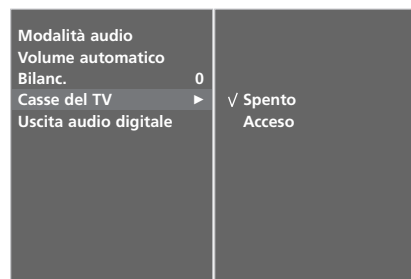 Modalità audio
Volume automatico
Bilanc. 0
Casse del TV ►
Uscita audio digitale
√ Spento
Acceso